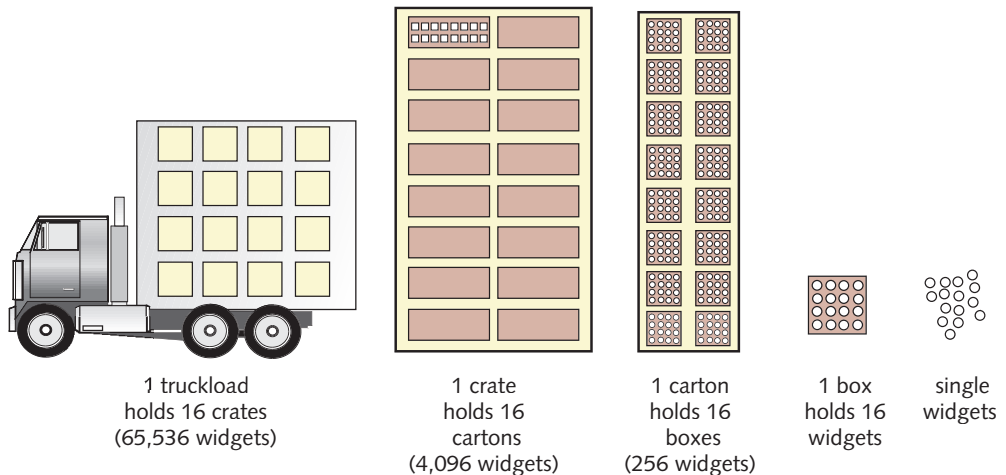 1 truckload
holds 16 crates
(65,536 widgets)
1 crate
holds 16
cartons
(4,096 widgets)
1 carton
holds 16
boxes
(256 widgets)
1 box
holds 16
widgets
single
widgets